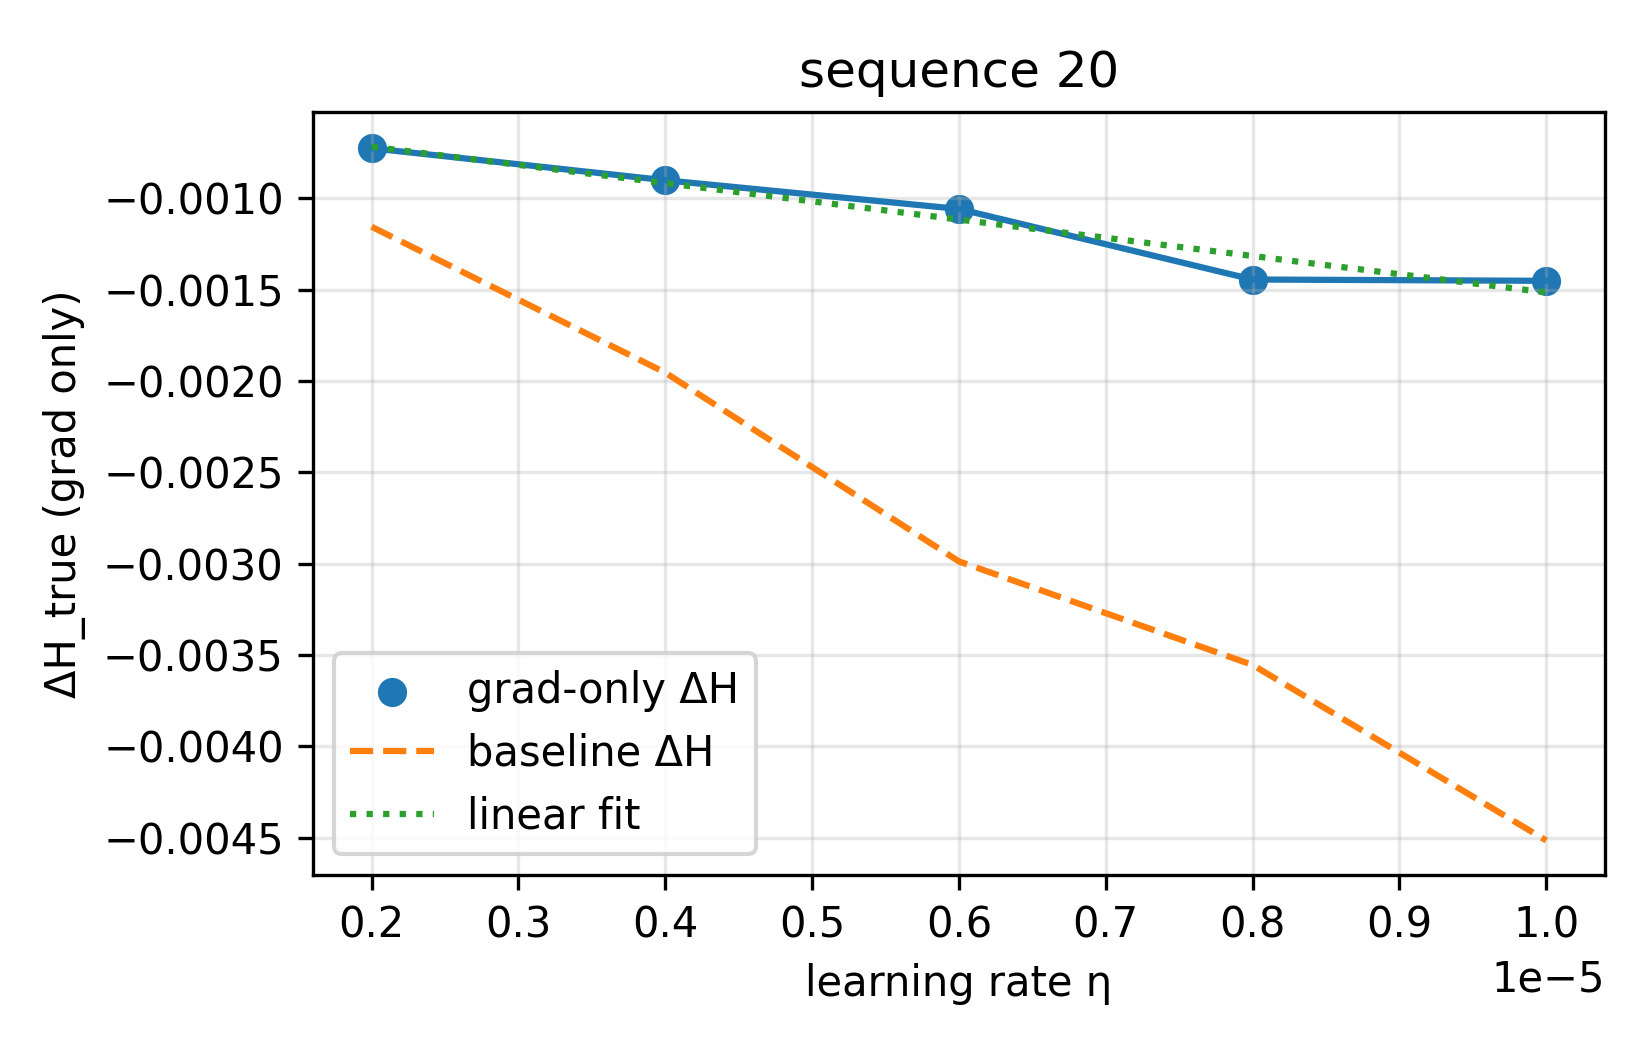 sequence 20
ΔH_true (grad only)
−0.0010
−0.0015
−0.0020
−0.0025
−0.0030
−0.0035
−0.0040
−0.0045
grad-only ΔH
baseline ΔH
linear fit
0.2 0.3 0.4 0.5 0.6 0.7 0.8 0.9 1.0
1e−5
learning rate η